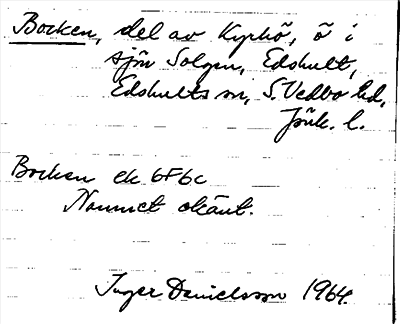 Bocken, del av Kyrkö, ö i
sjön Solgen, Edshult,
Edshults sn, S. Vedbo hd,
Jönk. l.
Bocken ek 6F6c
Namnet okänt.
Inger Danielsson 1964.